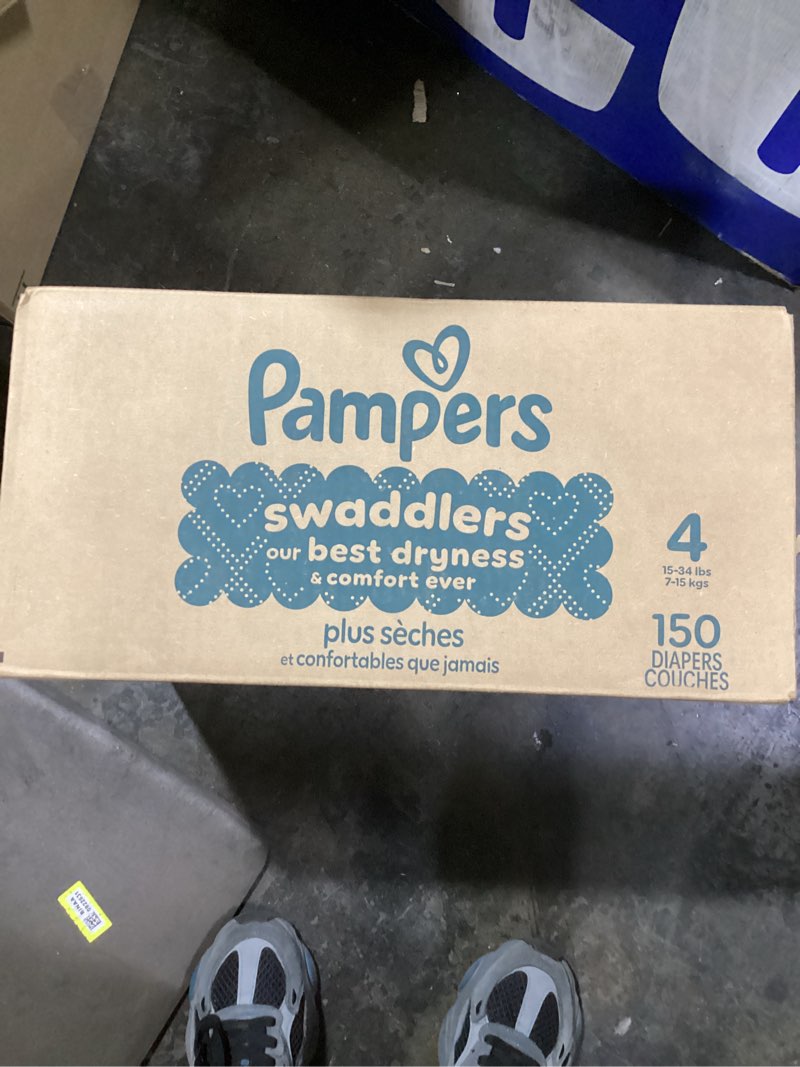 Pampers
swaddlers
our best dryness
& comfort ever
plus sèches
et confortables que jamais
4
15-34 lbs
7-15 kgs
150
DIAPERS
COUCHES